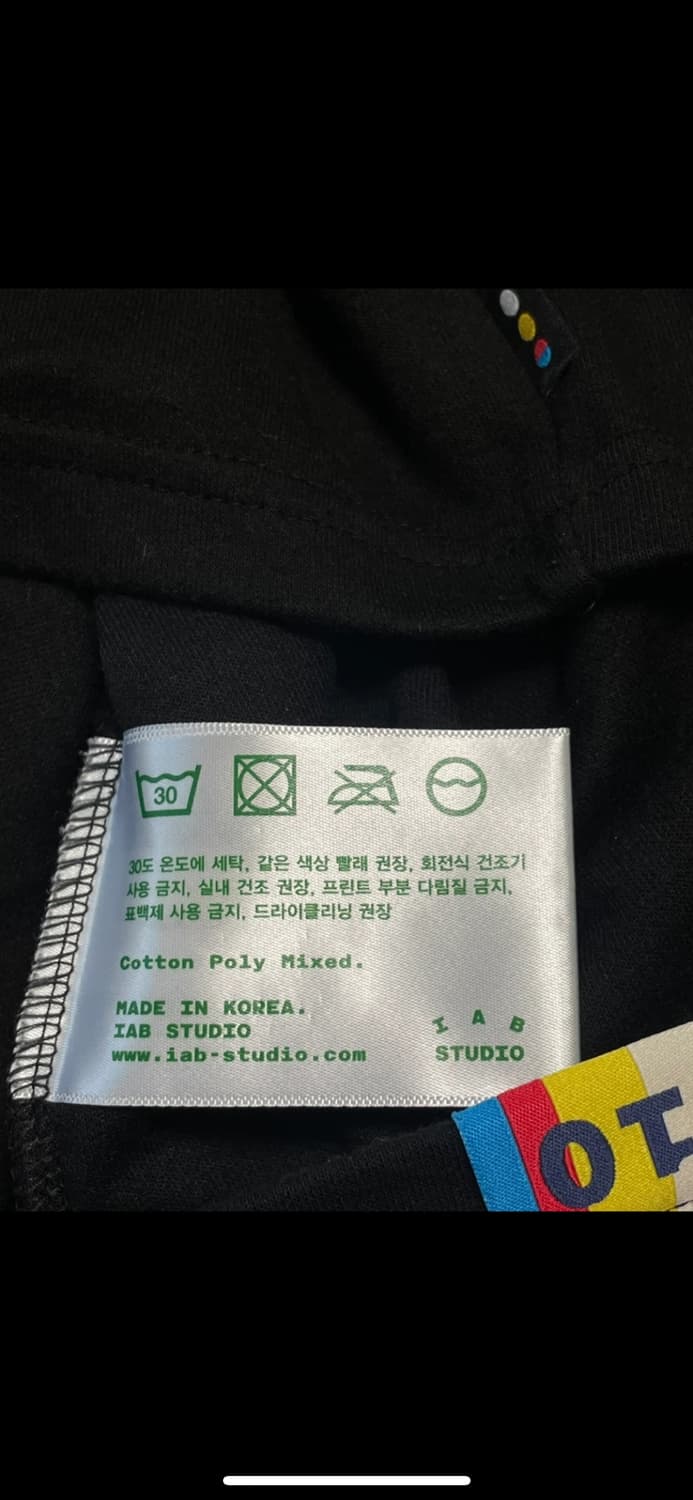 30
30도 온도에 세탁, 같은 색상 빨래 권장, 회전식 건조기
사용 금지, 실내 건조 권장, 프린트 부분 다림질 금지,
표백제 사용 금지, 드라이클리닝 권장
Cotton Poly Mixed.
MADE IN KOREA.
IAB STUDIO
www.iab-studio.com
I A B
STUDIO
IO